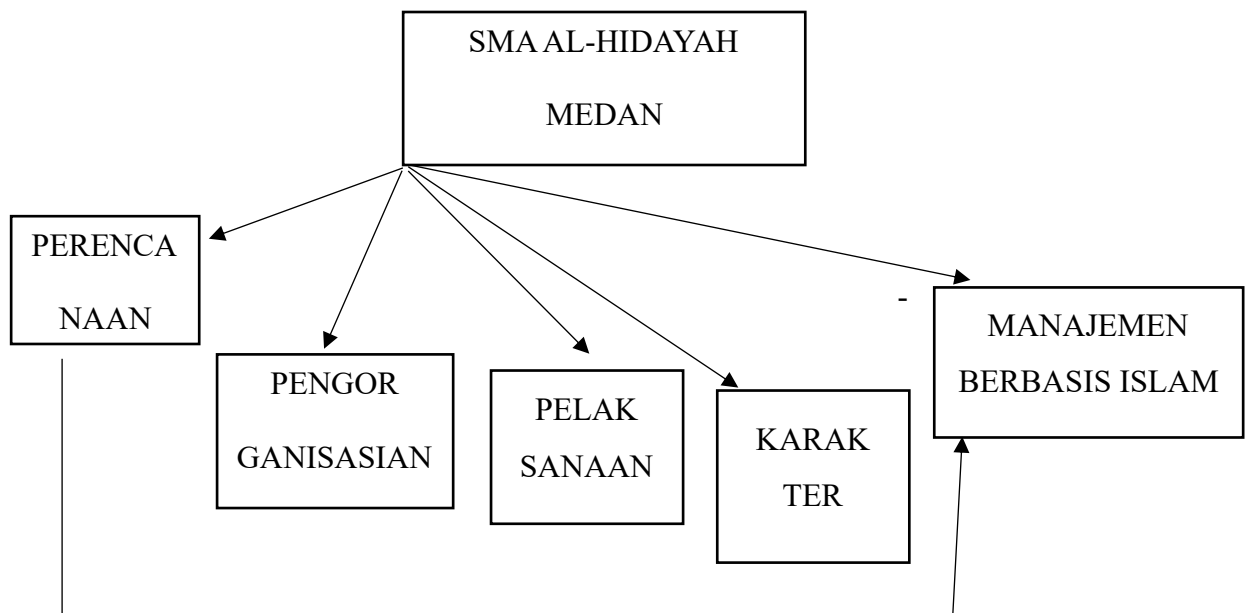 SMA AL-HIDAYAH
MEDAN
PERENCA
NAAN
PENGOR
GANISASIAN
PELAK
SANAAN
KARAK
TER
-
MANAJEMEN
BERBASIS ISLAM